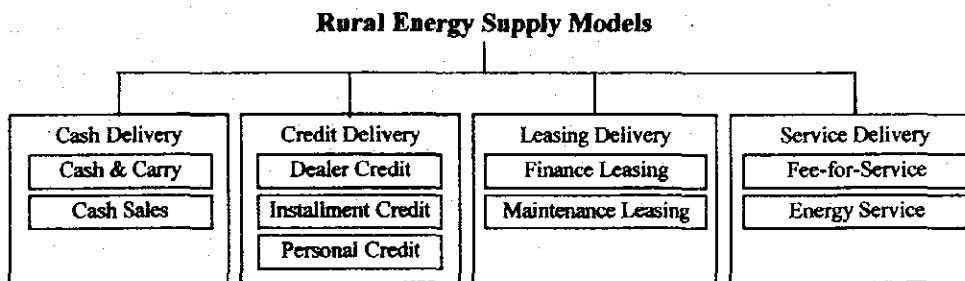 Rural Energy Supply Models
Cash Delivery
Cash & Carry
Cash Sales
Credit Delivery
Dealer Credit
Installment Credit
Personal Credit
Leasing Delivery
Finance Leasing
Maintenance Leasing
Service Delivery
Fee-for-Service
Energy Service